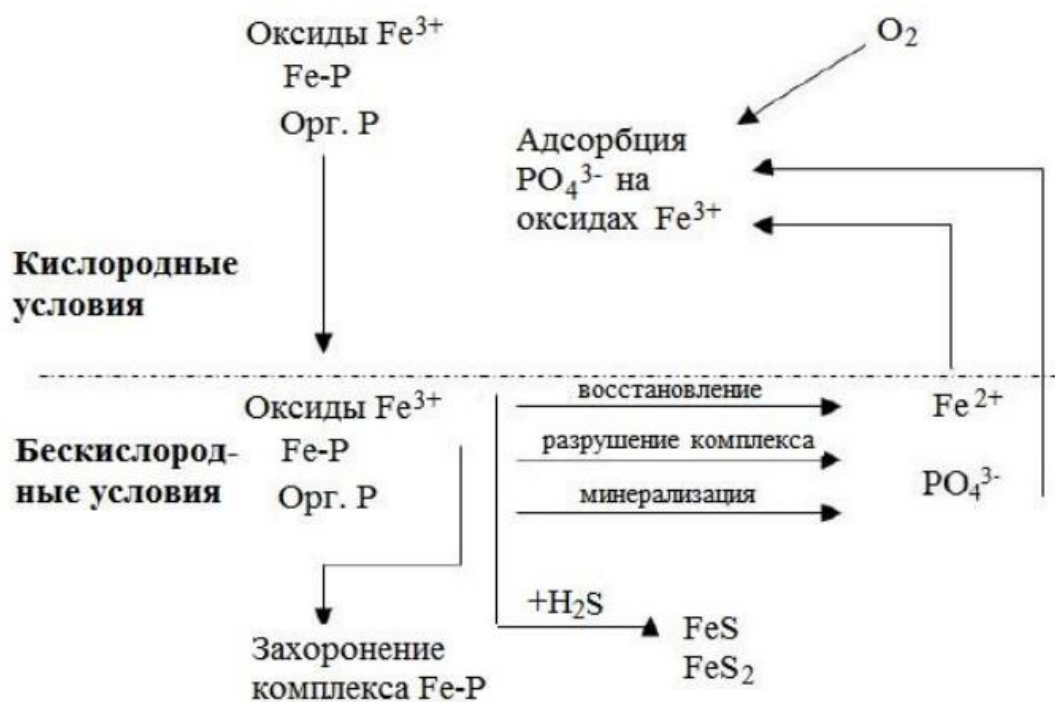 Оксиды Fe³⁺
Fe-P
Орг. P
O₂
Адсорбция
PO₄³⁻ на
оксидах Fe³⁺
Кислородные
условия
Оксиды Fe³⁺
Fe-P
Орг. P
Бескислород-
ные условия
восстановление
разрушение комплекса
минерализация
Fe²⁺
PO₄³⁻
+H₂S
FeS
FeS₂
Захоронение
комплекса Fe-P